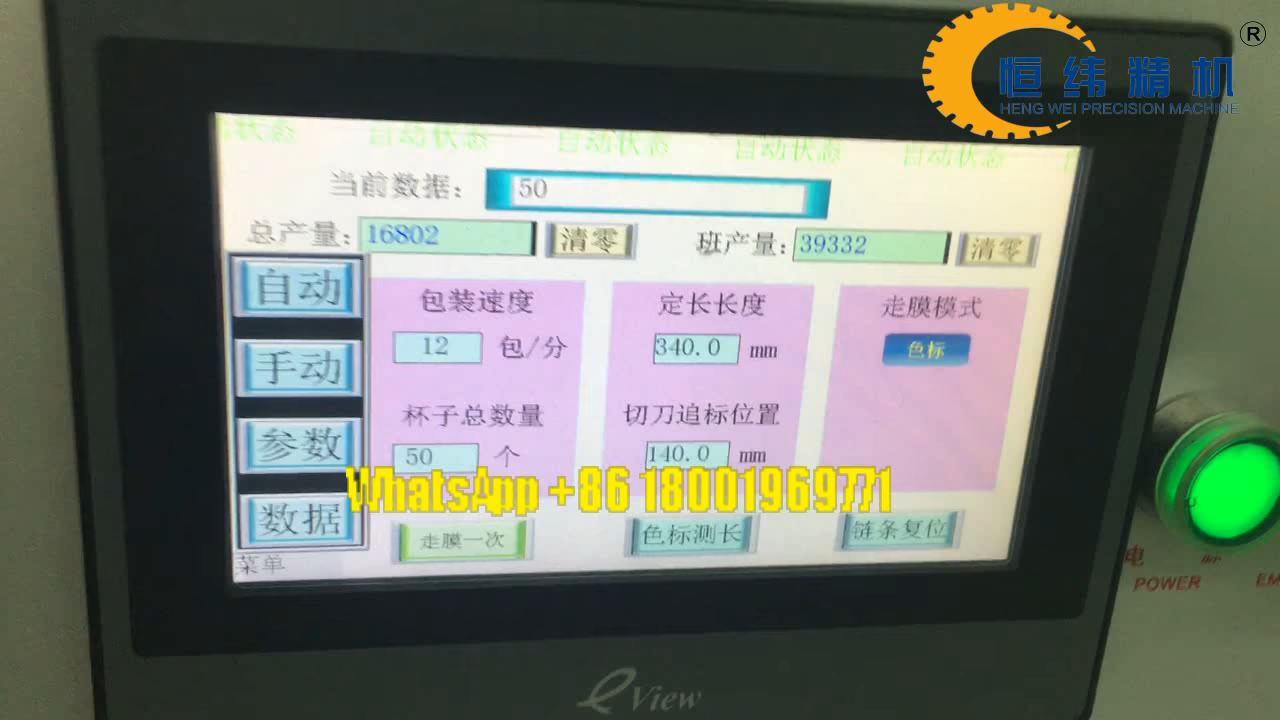 恒纬精机 ®
HENG WEI PRECISION MACHINE
状态 自动状态 自动状态 自动状态 自动状态
当前数据: 50
总产量: 16802 清零 班产量: 39332 清零
自动
手动
参数
数据
菜单
包装速度
12 包/分
杯子总数量
50 个
定长长度
340.0 mm
切刀追标位置
140.0 mm
走膜模式
色标
走膜一次 色标测长 链条复位
WhatsApp +86 18001969771
eView
电
POWER
EM